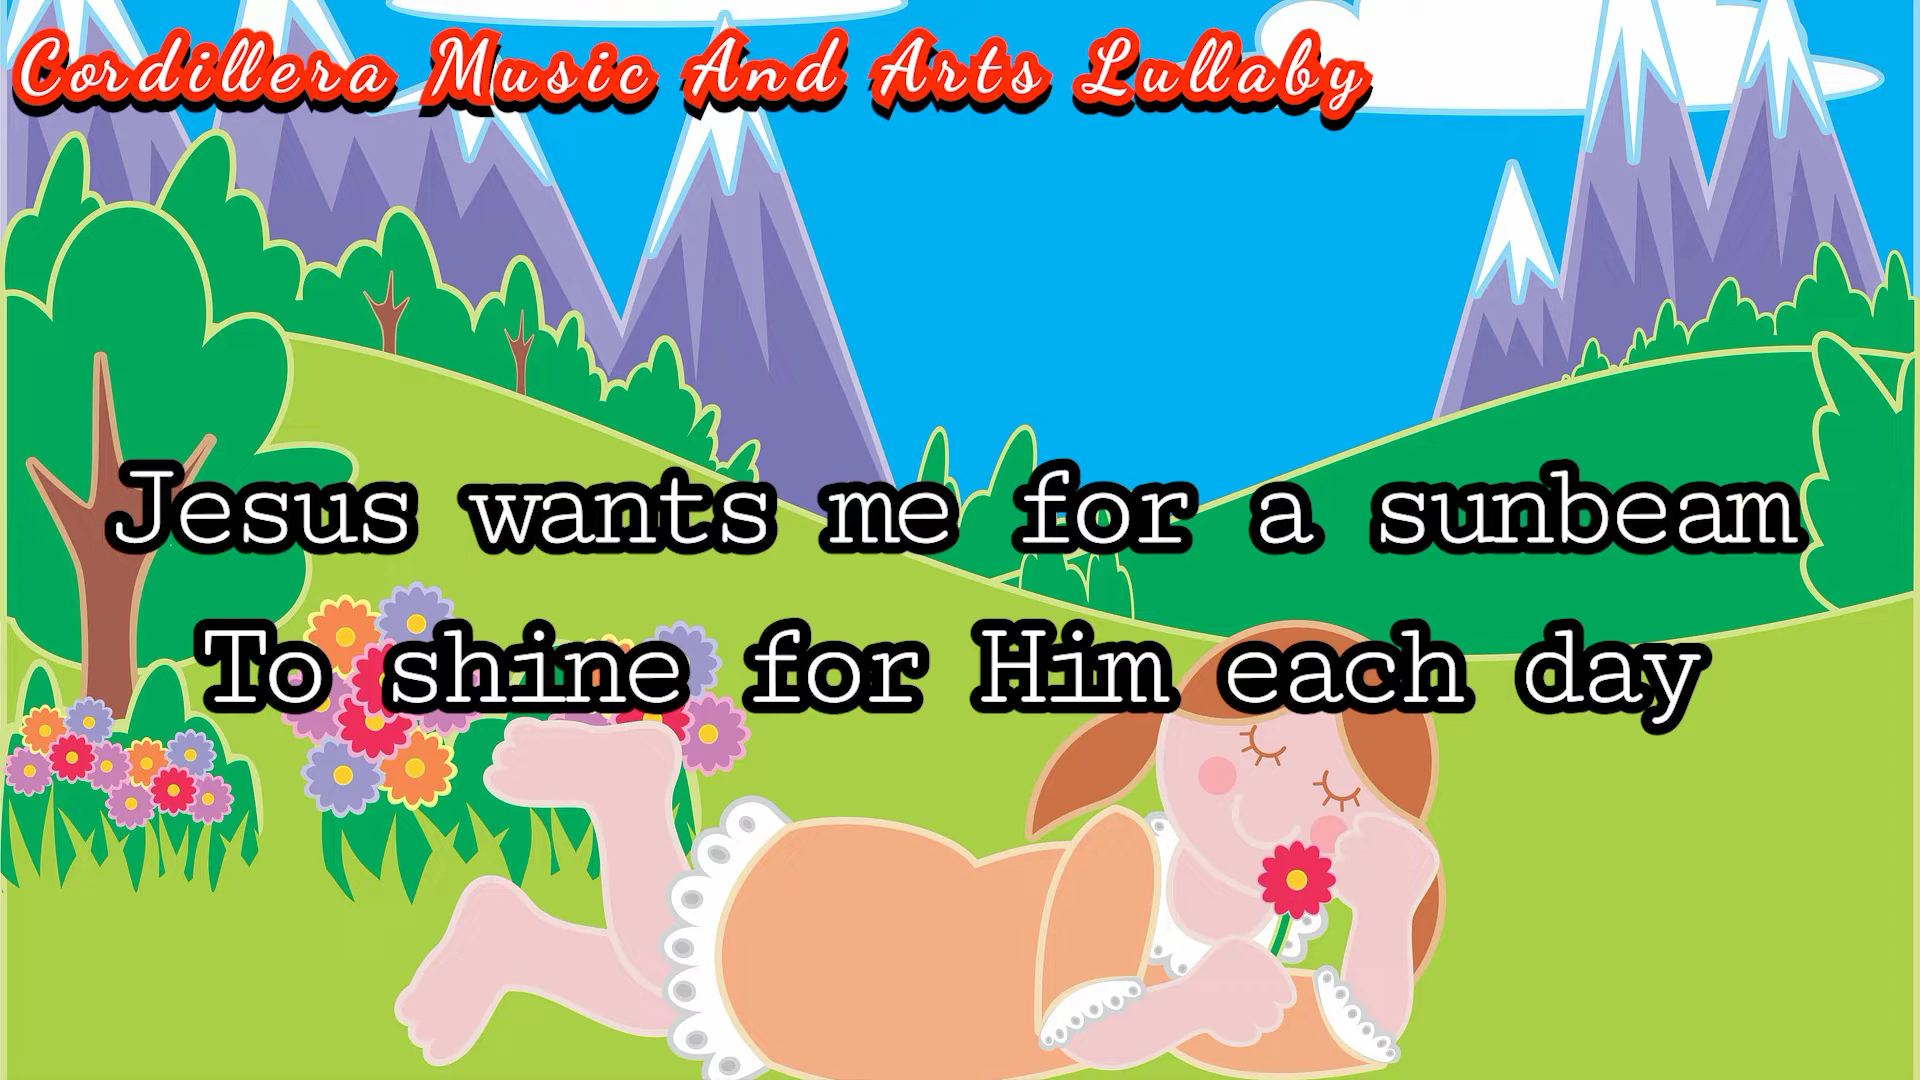 Cordillera Music And Arts Lullaby
Jesus wants me for a sunbeam
To shine for Him each day